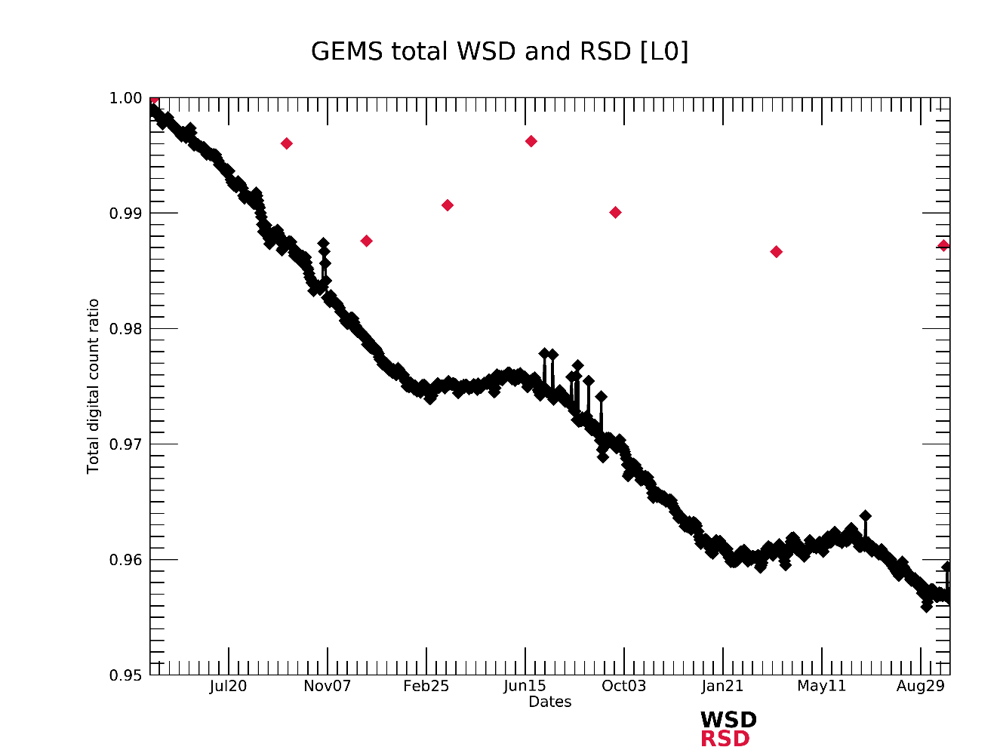 GEMS total WSD and RSD [L0]
1.00
0.99
0.98
0.97
0.96
0.95
Total digital count ratio
Jul20 Nov07 Feb25 Jun15 Oct03 Jan21 May11 Aug29
Dates
WSD
RSD